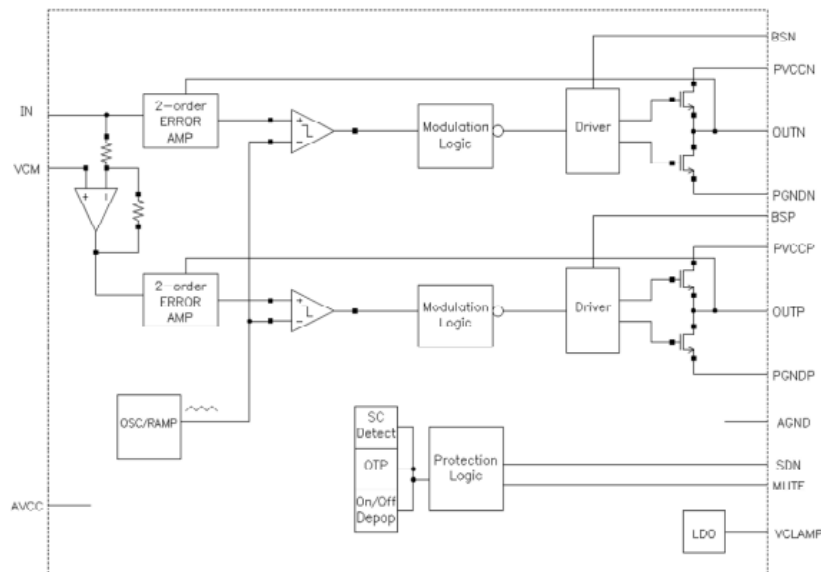 BSN
PVCCN
IN
2-order
ERROR
AMP
+
−
Modulation
Logic
Driver
OUTN
VCM
+
−
PGNDN
BSP
PVCCP
2-order
ERROR
AMP
+
−
Modulation
Logic
Driver
OUTP
PGNDP
OSC/RAMP
SC
Detect
OTP
On/Off
Depop
Protection
Logic
AGND
SDN
MUTE
AVCC
LDO
VCLAMP